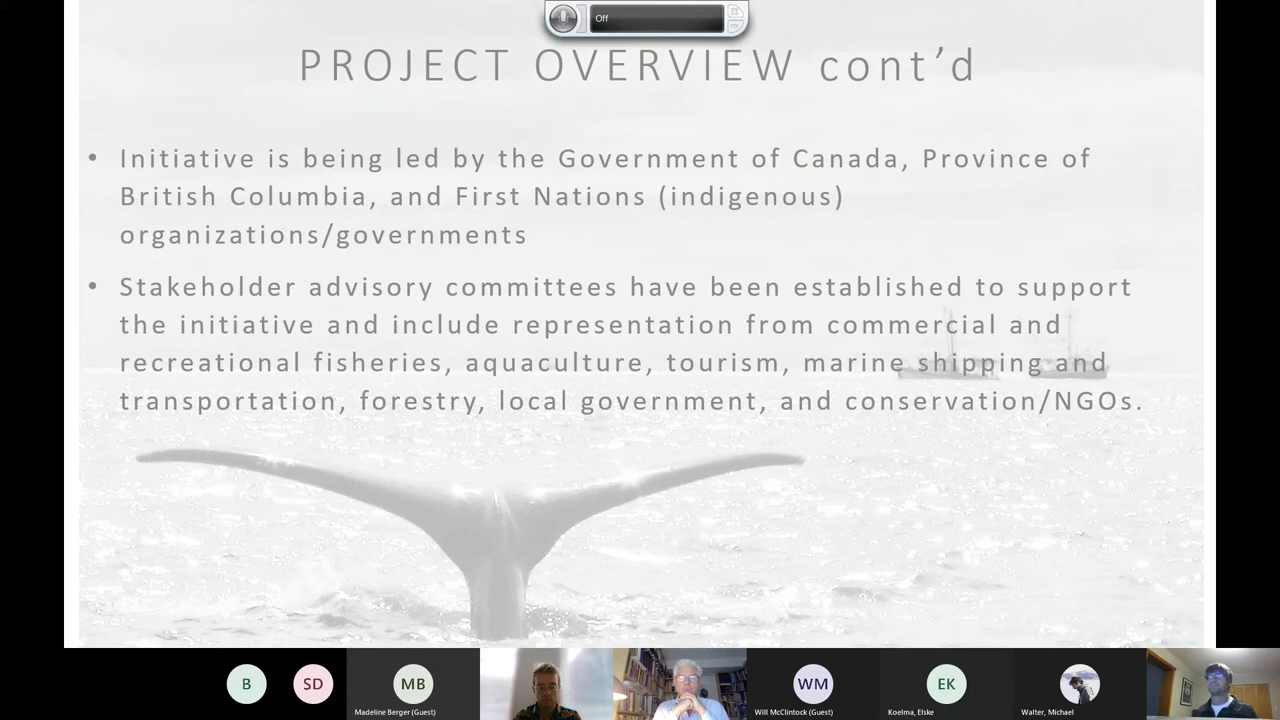 Off
PROJECT OVERVIEW cont’d
• Initiative is being led by the Government of Canada, Province of
British Columbia, and First Nations (indigenous)
organizations/governments
• Stakeholder advisory committees have been established to support
the initiative and include representation from commercial and
recreational fisheries, aquaculture, tourism, marine shipping and
transportation, forestry, local government, and conservation/NGOs.
B
SD
MB
WM
EK
Madeline Berger (Guest)
Will McClintock (Guest)
Koelma, Elske
Walter, Michael